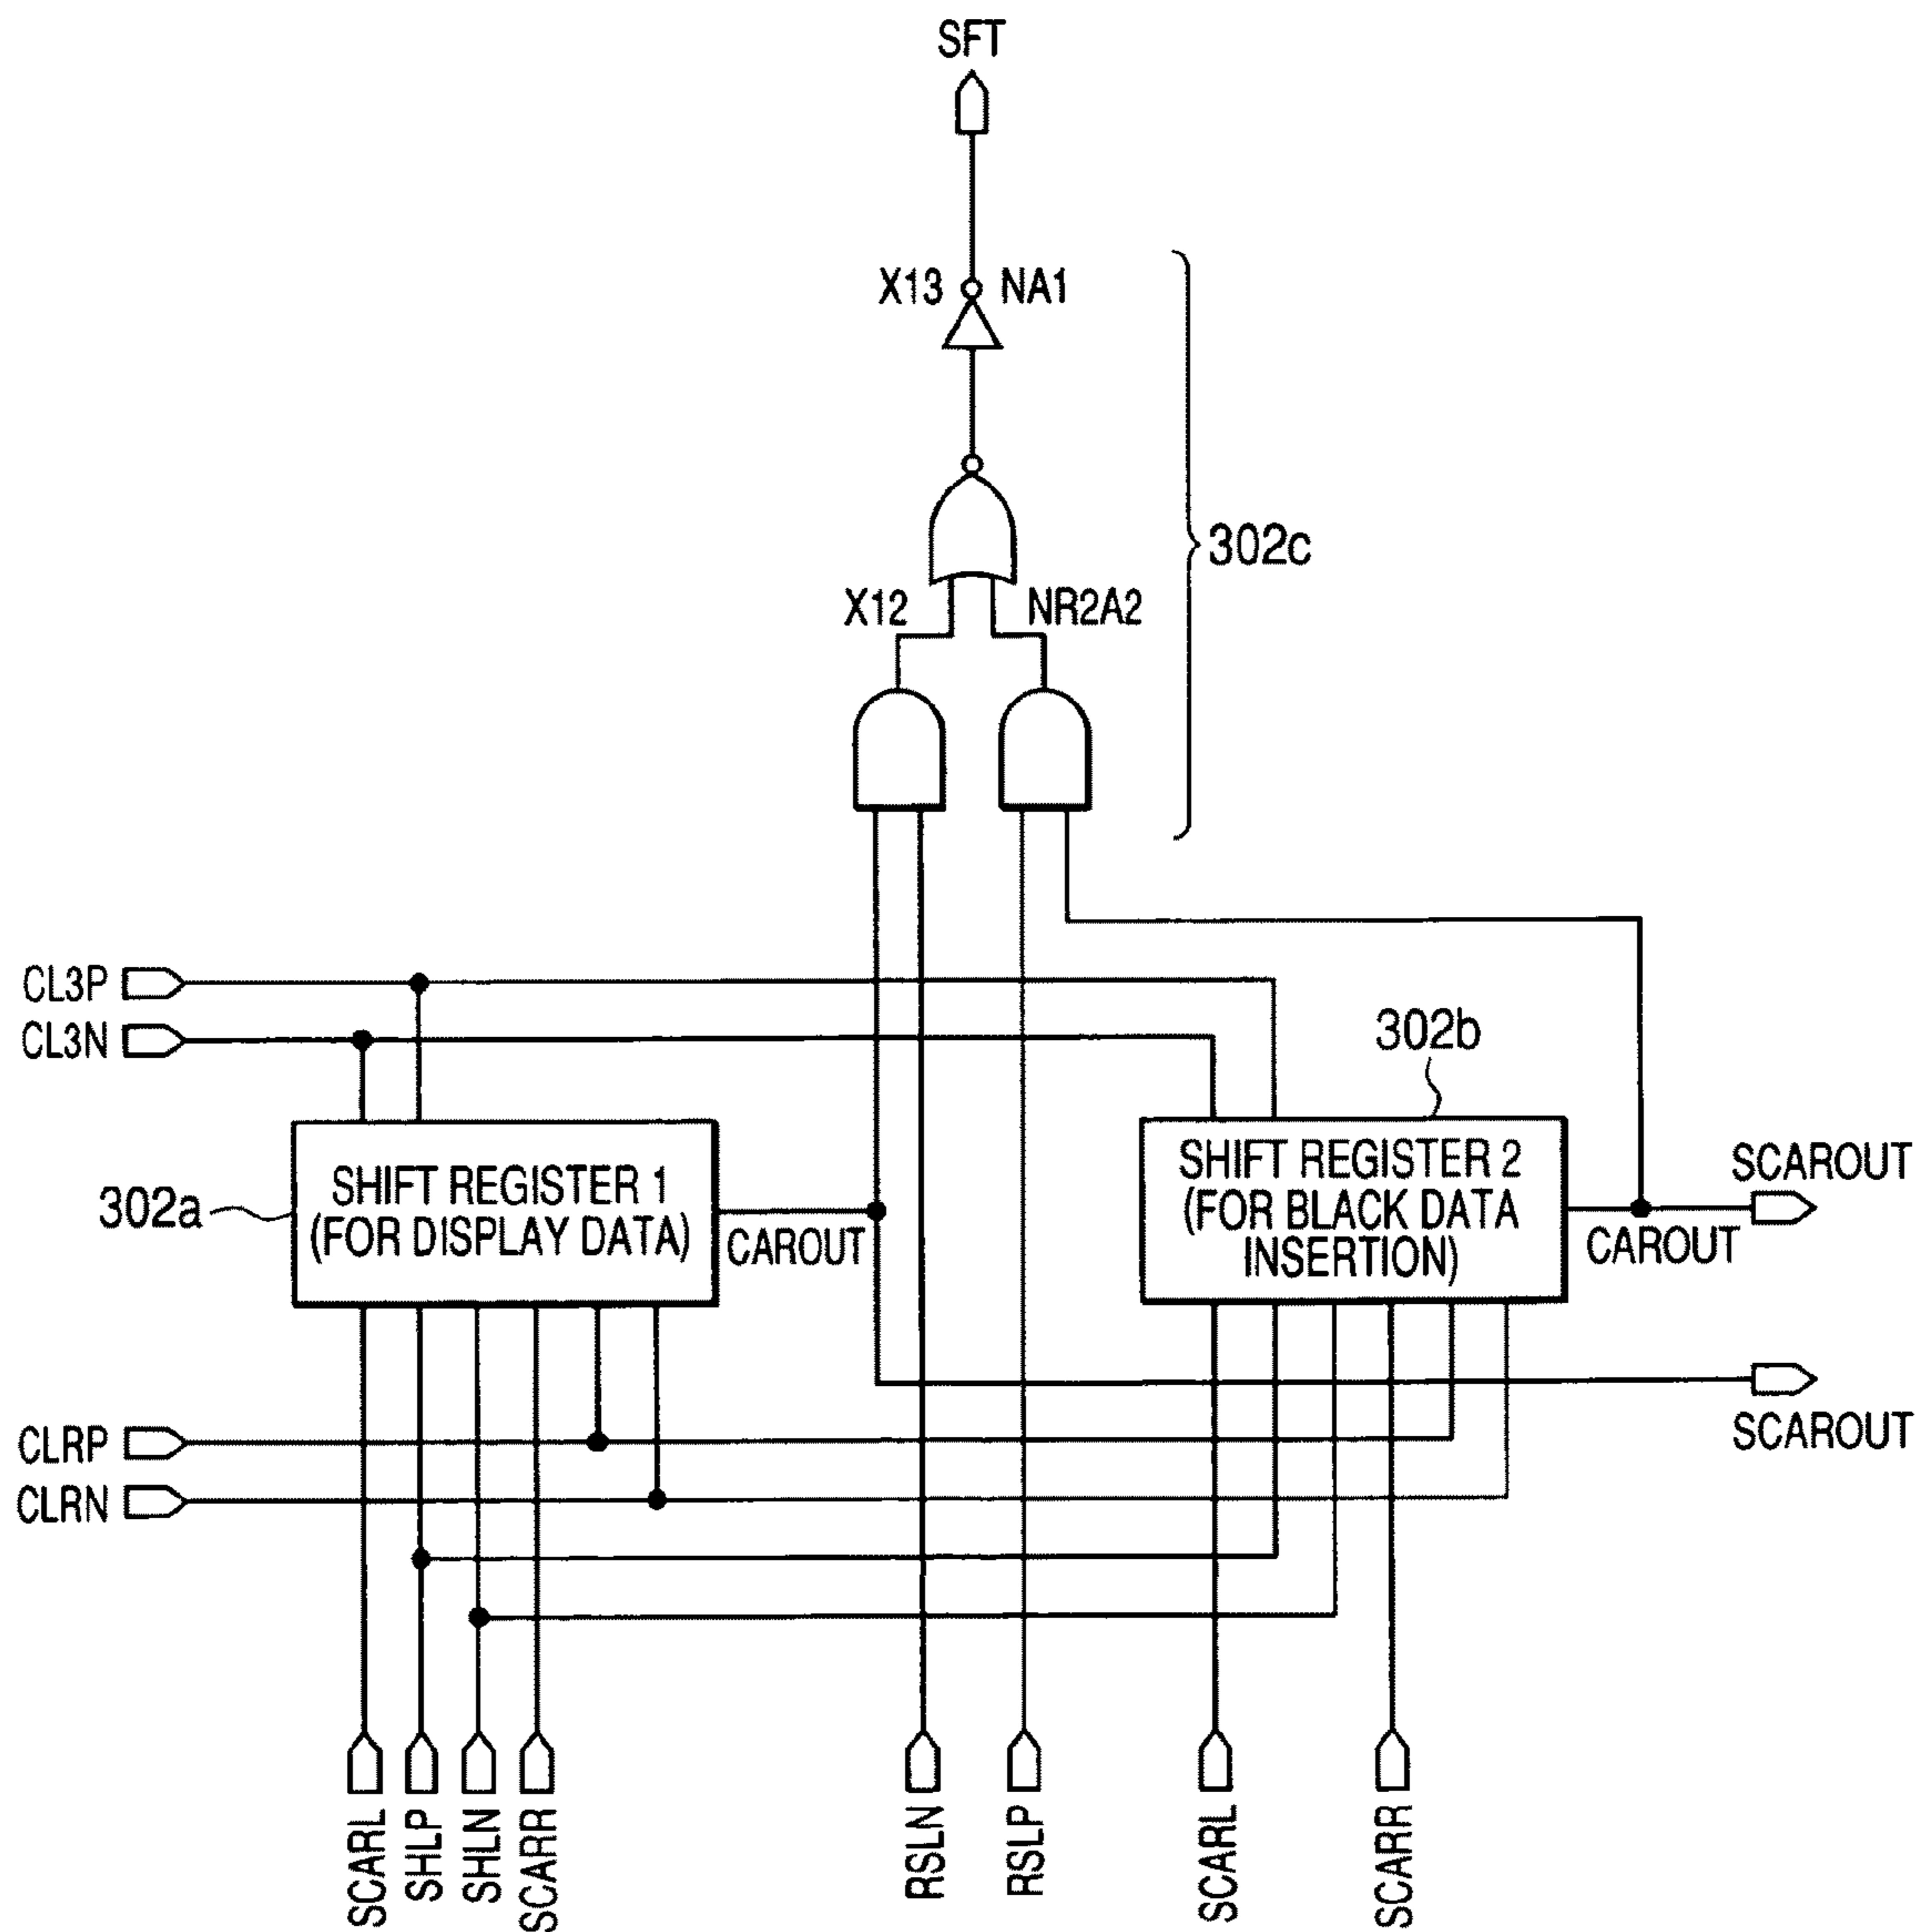 SFT
X13 NA1
302c
X12 NR2A2
CL3P
CL3N
302b
302a
SHIFT REGISTER 1
(FOR DISPLAY DATA)
CAROUT
SHIFT REGISTER 2
(FOR BLACK DATA
INSERTION)
CAROUT
SCAROUT
SCAROUT
CLRP
CLRN
SCARL
SHLP
SHLN
SCARR
RSLN
RSLP
SCARL
SCARR